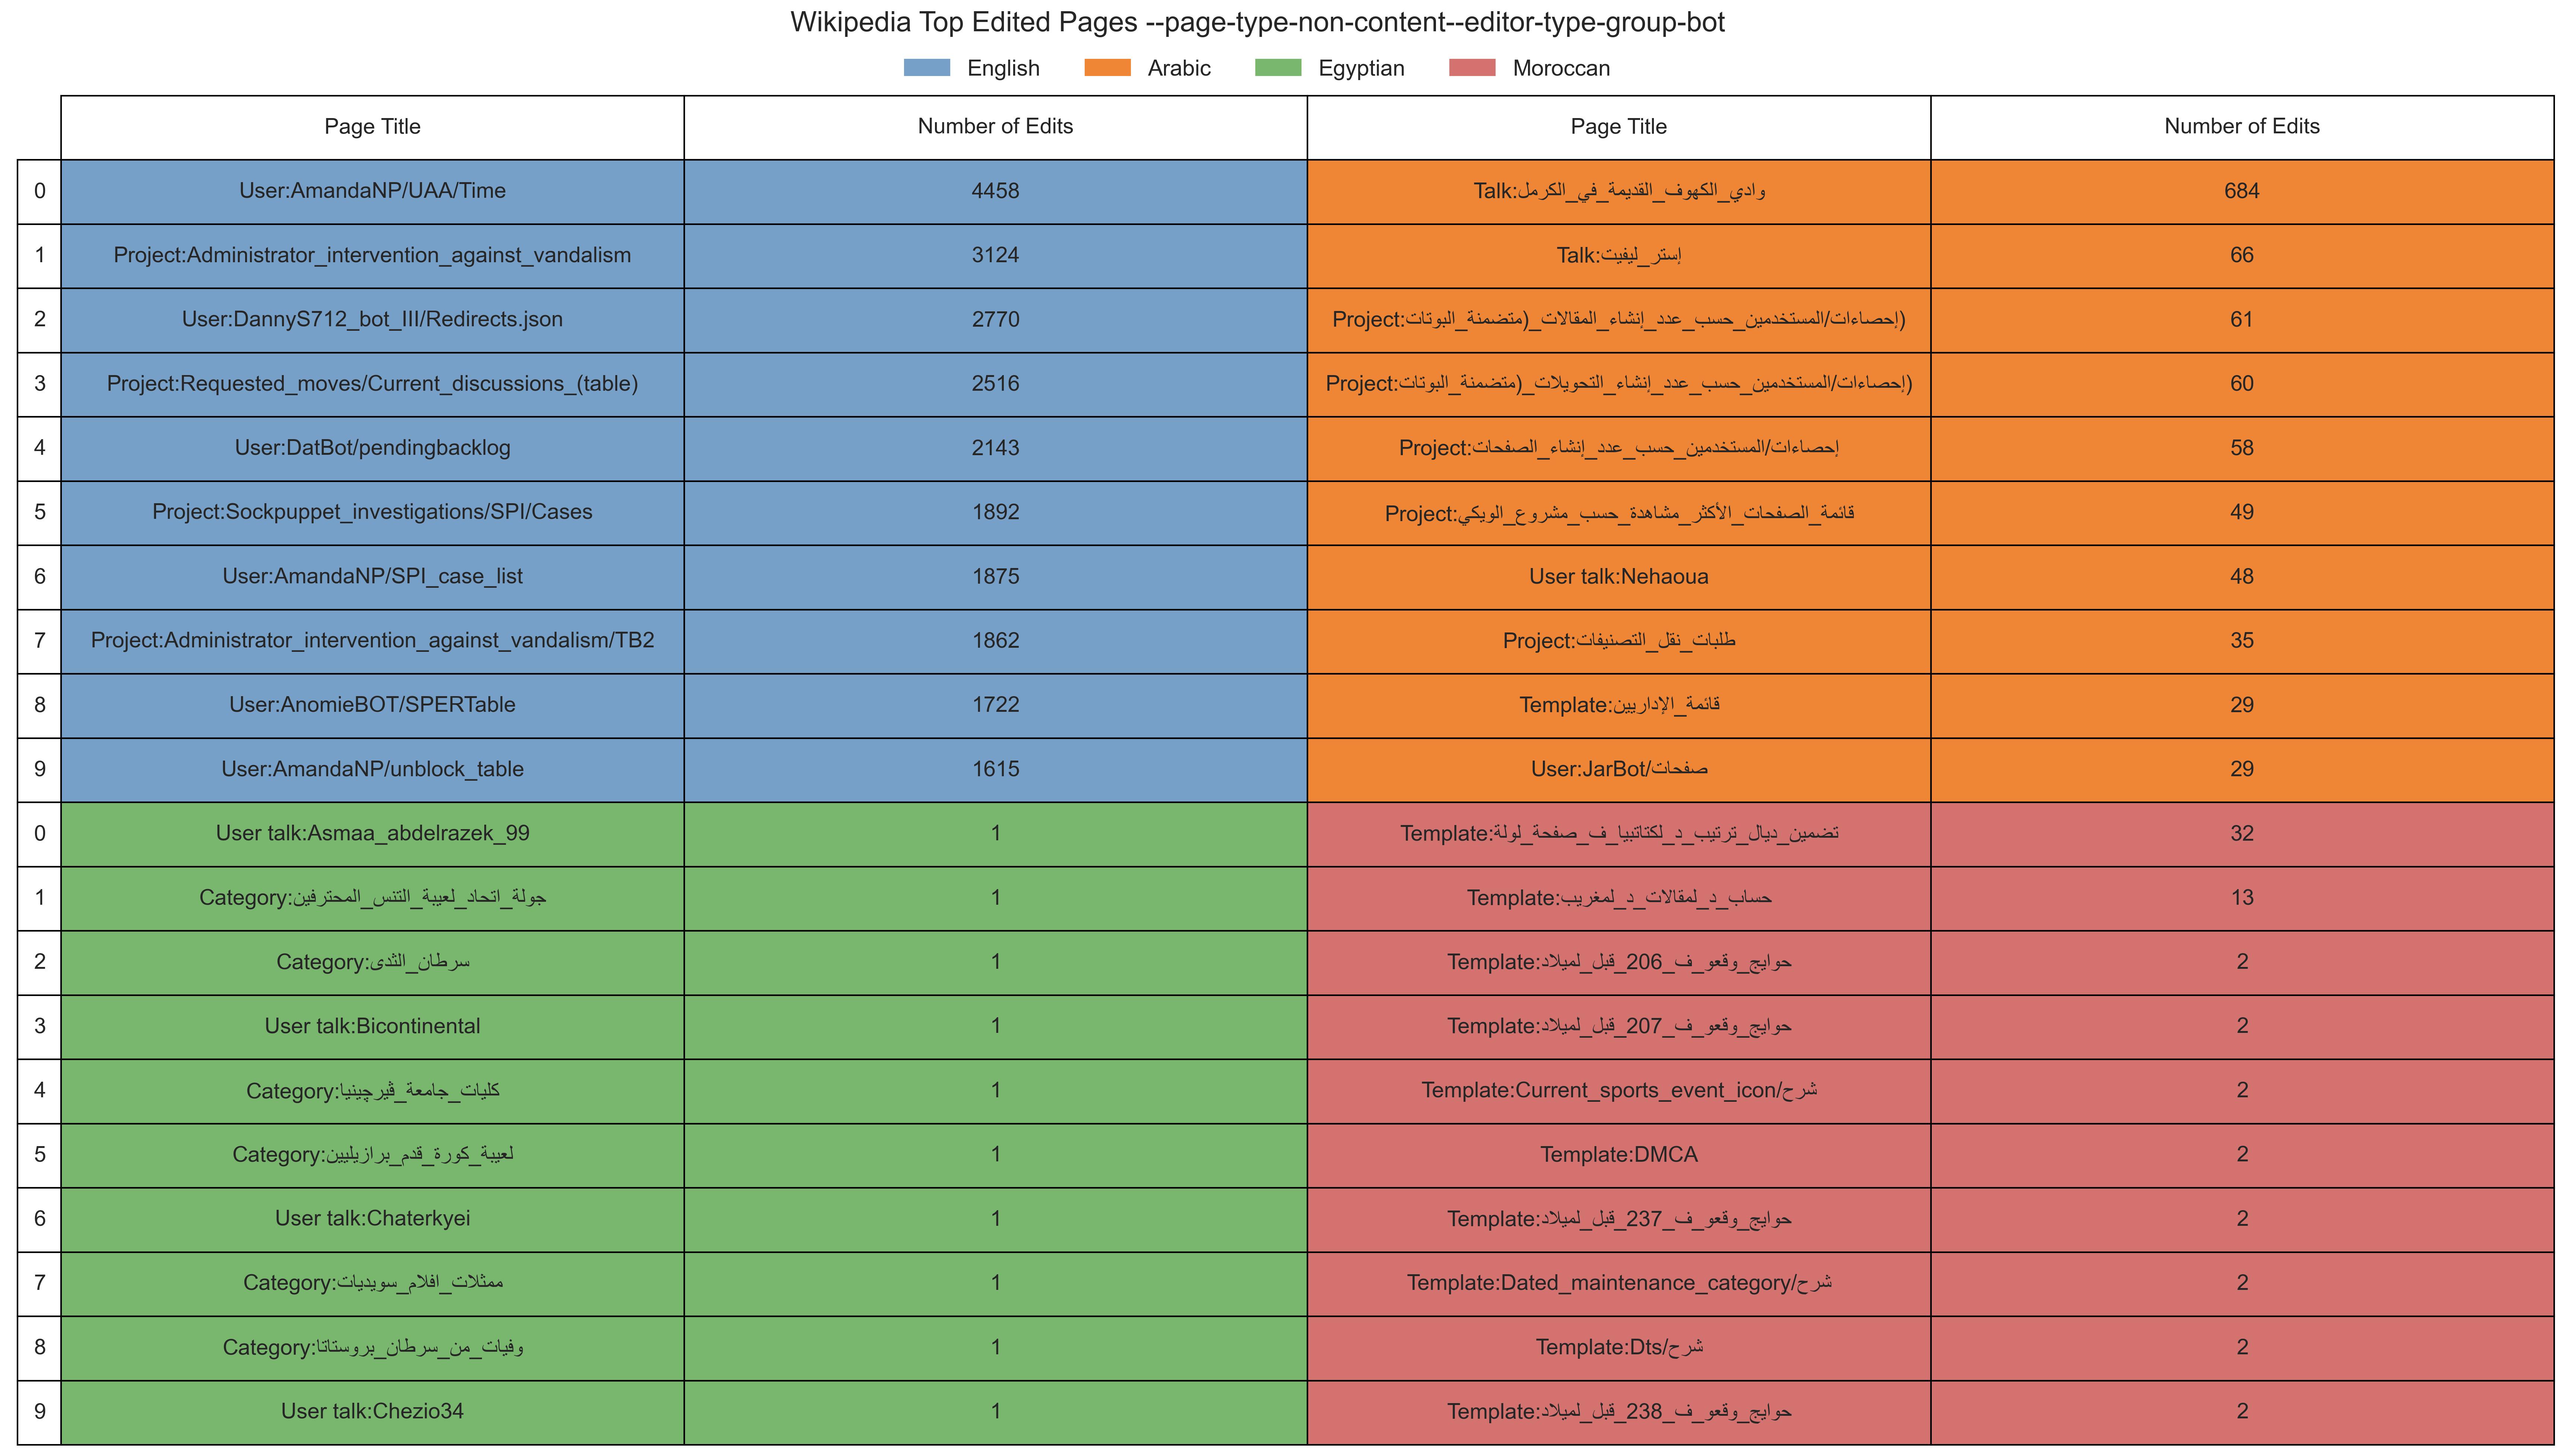 Wikipedia Top Edited Pages --page-type-non-content--editor-type-group-bot
English Arabic Egyptian Moroccan
Page Title Number of Edits Page Title Number of Edits
0 User:AmandaNP/UAA/Time 4458 Talk:وادي_الكهوف_القديمة_في_الكرمل 684
1 Project:Administrator_intervention_against_vandalism 3124 Talk:إستر_ليفيت 66
2 User:DannyS712_bot_III/Redirects.json 2770 Project:إحصاءات/المستخدمين_حسب_عدد_إنشاء_المقالات_(متضمنة_البوتات) 61
3 Project:Requested_moves/Current_discussions_(table) 2516 Project:إحصاءات/المستخدمين_حسب_عدد_إنشاء_التحويلات_(متضمنة_البوتات) 60
4 User:DatBot/pendingbacklog 2143 Project:إحصاءات/المستخدمين_حسب_عدد_إنشاء_الصفحات 58
5 Project:Sockpuppet_investigations/SPI/Cases 1892 Project:قائمة_الصفحات_الأكثر_مشاهدة_حسب_مشروع_الويكي 49
6 User:AmandaNP/SPI_case_list 1875 User talk:Nehaoua 48
7 Project:Administrator_intervention_against_vandalism/TB2 1862 Project:طلبات_نقل_التصنيفات 35
8 User:AnomieBOT/SPERTable 1722 Template:قائمة_الإداريين 29
9 User:AmandaNP/unblock_table 1615 User:JarBot/صفحات 29
0 User talk:Asmaa_abdelrazek_99 1 Template:تضمين_ديال_ترتيب_د_لكتاتبيا_ف_صفحة_لولة 32
1 Category:جولة_اتحاد_لعيبة_التنس_المحترفين 1 Template:حساب_د_لمقالات_د_لمغريب 13
2 Category:سرطان_الثدى 1 Template:حوايج_وقعو_ف_206_قبل_لميلاد 2
3 User talk:Bicontinental 1 Template:حوايج_وقعو_ف_207_قبل_لميلاد 2
4 Category:كليات_جامعة_ڤيرچينيا 1 Template:Current_sports_event_icon/شرح 2
5 Category:لعيبة_كورة_قدم_برازيليين 1 Template:DMCA 2
6 User talk:Chaterkyei 1 Template:حوايج_وقعو_ف_237_قبل_لميلاد 2
7 Category:ممثلات_افلام_سويديات 1 Template:Dated_maintenance_category/شرح 2
8 Category:وفيات_من_سرطان_بروستاتا 1 Template:Dts/شرح 2
9 User talk:Chezio34 1 Template:حوايج_وقعو_ف_238_قبل_لميلاد 2